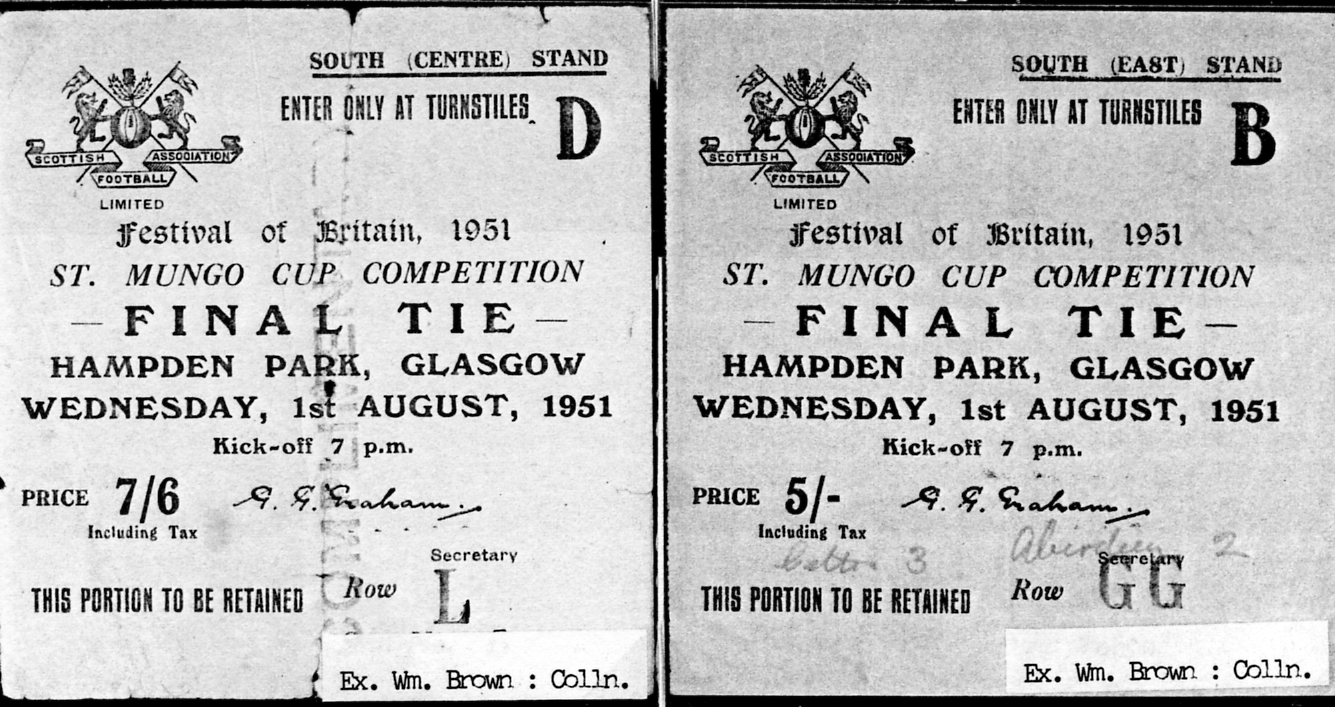 SOUTH (CENTRE) STAND
ENTER ONLY AT TURNSTILES D
SCOTTISH ASSOCIATION
FOOTBALL
LIMITED
Festival of Britain, 1951
ST. MUNGO CUP COMPETITION
— FINAL TIE —
HAMPDEN PARK, GLASGOW
WEDNESDAY, 1st AUGUST, 1951
Kick-off 7 p.m.
PRICE 7/6 G. G. Graham.
Including Tax
Secretary
THIS PORTION TO BE RETAINED Row L
Ex. Wm. Brown : Colln.
SOUTH (EAST) STAND
ENTER ONLY AT TURNSTILES B
SCOTTISH ASSOCIATION
FOOTBALL
LIMITED
Festival of Britain, 1951
ST. MUNGO CUP COMPETITION
— FINAL TIE —
HAMPDEN PARK, GLASGOW
WEDNESDAY, 1st AUGUST, 1951
Kick-off 7 p.m.
PRICE 5/- G. G. Graham.
Including Tax
3 Aberdeen 2
Secretary
THIS PORTION TO BE RETAINED Row GG
Ex. Wm. Brown : Colln.